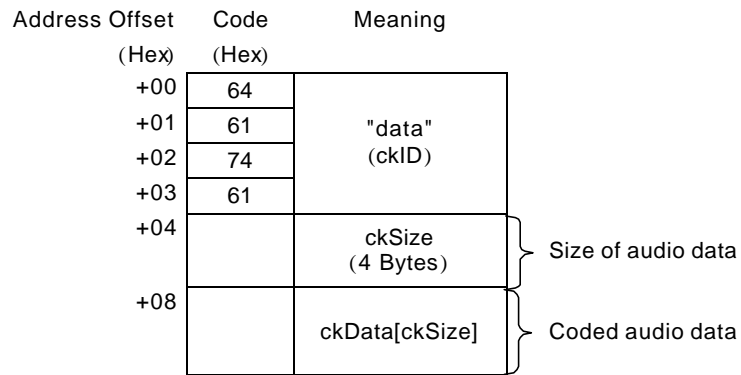 Address Offset Code Meaning
(Hex) (Hex)
+00 64
+01 61 "data"
+02 74 (ckID)
+03 61
+04 ckSize
(4 Bytes) Size of audio data
+08
ckData[ckSize] Coded audio data